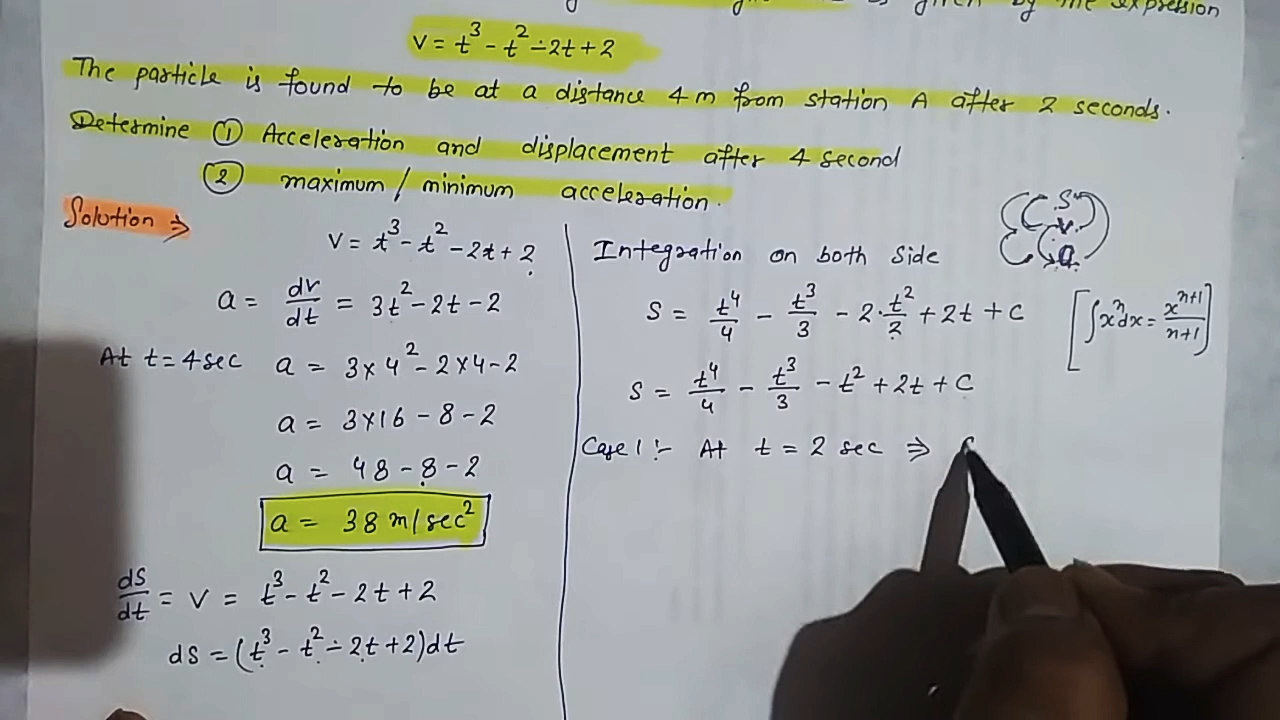 given by the expression
v = t³ - t² - 2t + 2
The particle is found to be at a distance 4 m from station A after 2 seconds.
Determine ① Acceleration and displacement after 4 second
② maximum / minimum acceleration.
Solution ⇒
v = t³ - t² - 2t + 2
a = dv/dt = 3t² - 2t - 2
At t = 4 sec a = 3 x 4² - 2 x 4 - 2
a = 3 x 16 - 8 - 2
a = 48 - 8 - 2
a = 38 m/sec²
ds/dt = v = t³ - t² - 2t + 2
ds = (t³ - t² - 2t + 2)dt
S
v
a
Integration on both side
S = t⁴/4 - t³/3 - 2·t²/2 + 2t + C
[∫xⁿdx = xⁿ⁺¹/n+1]
S = t⁴/4 - t³/3 - t² + 2t + C
Case 1 :- At t = 2 sec ⇒